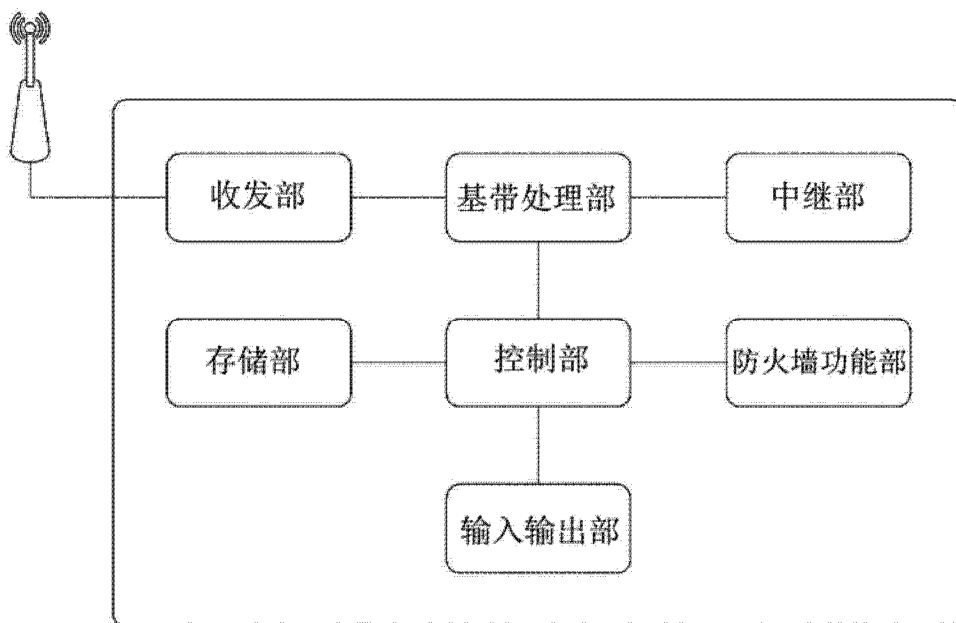 收发部
基带处理部
中继部
存储部
控制部
防火墙功能部
输入输出部